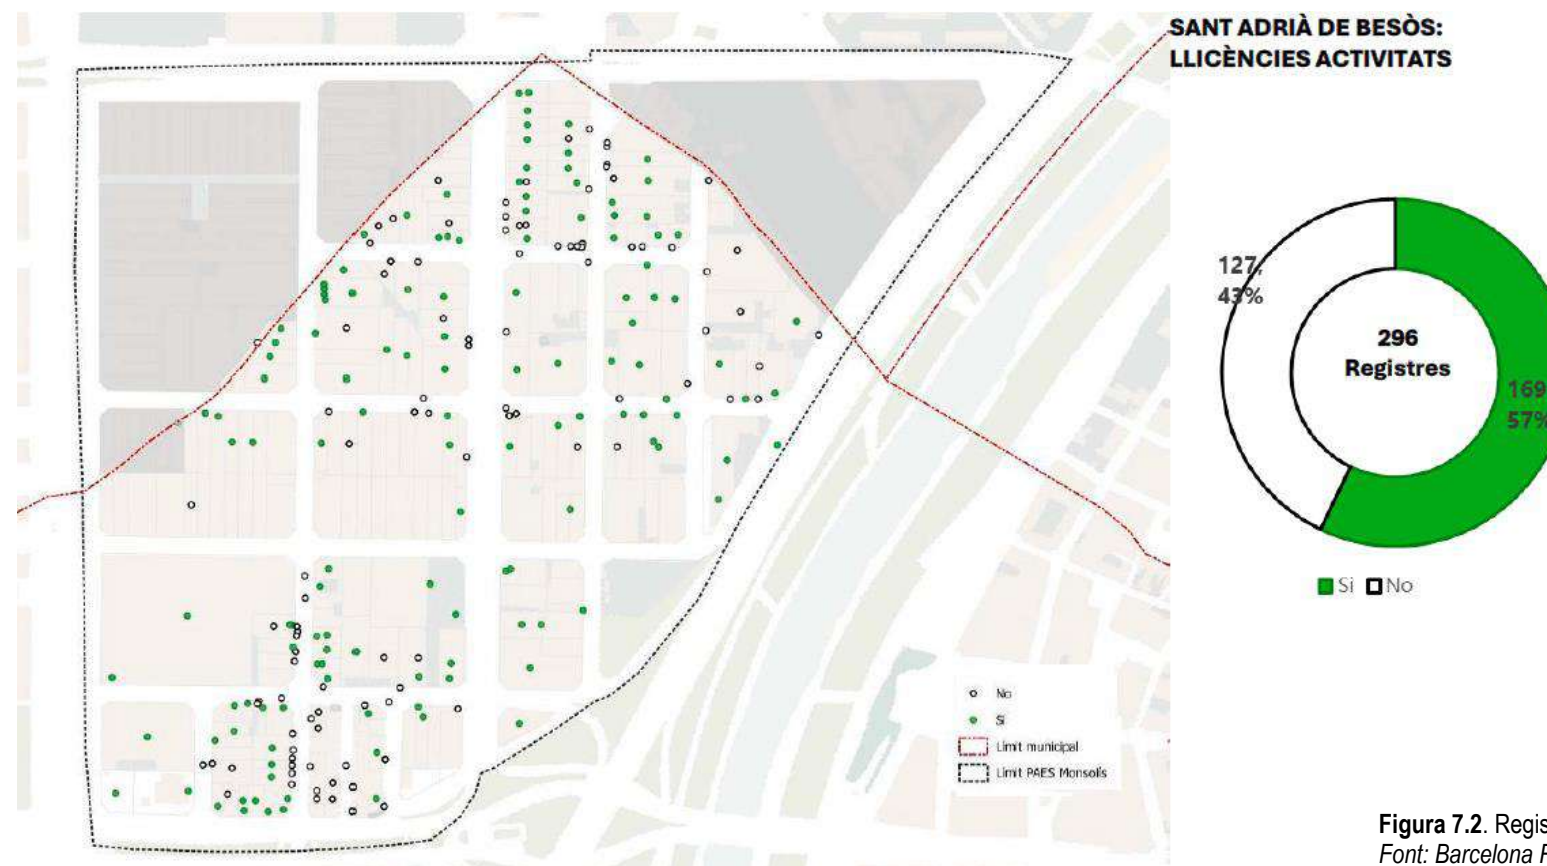 SANT ADRIÀ DE BESÒS:
LLICÈNCIES ACTIVITATS
127,
43%
296
Registres
169
57%
Si No
No
Si
Límit municipal
Límit PAES Monsolís
Figura 7.2. Regis
Font: Barcelona